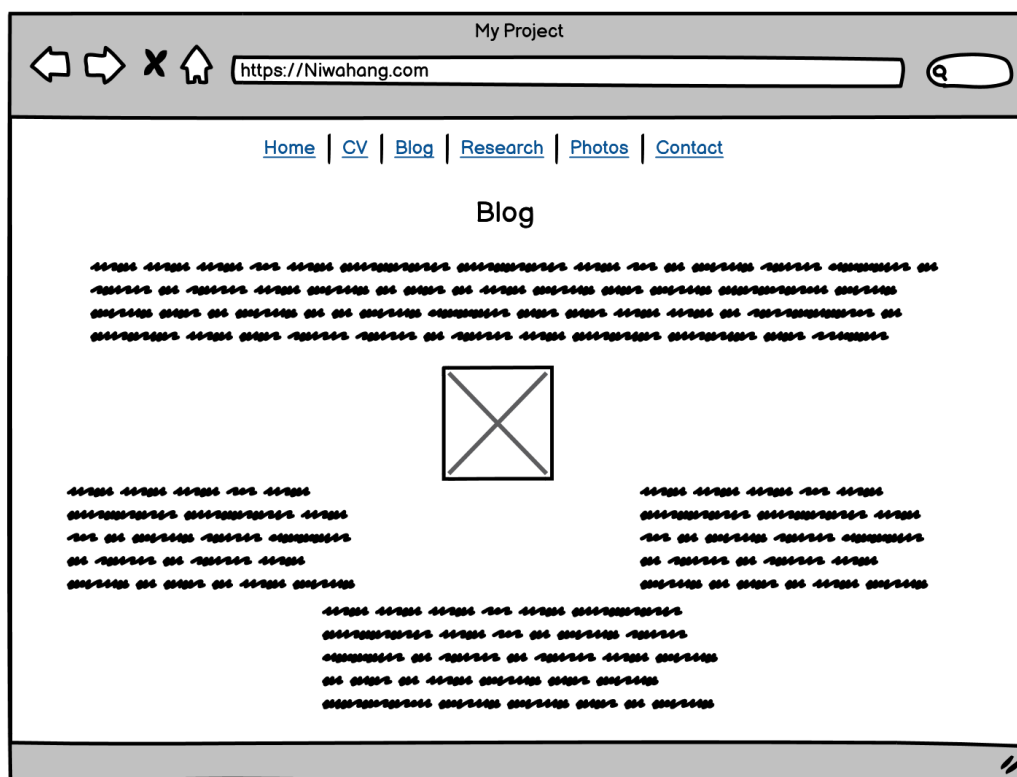 My Project
https://Niwahang.com
Home | CV | Blog | Research | Photos | Contact
Blog